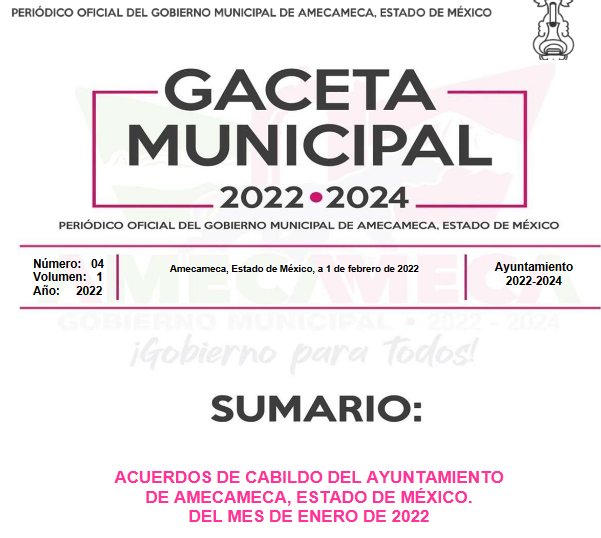 PERIÓDICO OFICIAL DEL GOBIERNO MUNICIPAL DE AMECAMECA, ESTADO DE MÉXICO
GACETA
MUNICIPAL
2022•2024
PERIÓDICO OFICIAL DEL GOBIERNO MUNICIPAL DE AMECAMECA, ESTADO DE MÉXICO
Número: 04
Volumen: 1
Año: 2022
Amecameca, Estado de México, a 1 de febrero de 2022
Ayuntamiento
2022-2024
AMECAMECA
GOBIERNO MUNICIPAL • 2022 - 2024
¡Gobierno para Todos!
SUMARIO:
ACUERDOS DE CABILDO DEL AYUNTAMIENTO
DE AMECAMECA, ESTADO DE MÉXICO.
DEL MES DE ENERO DE 2022